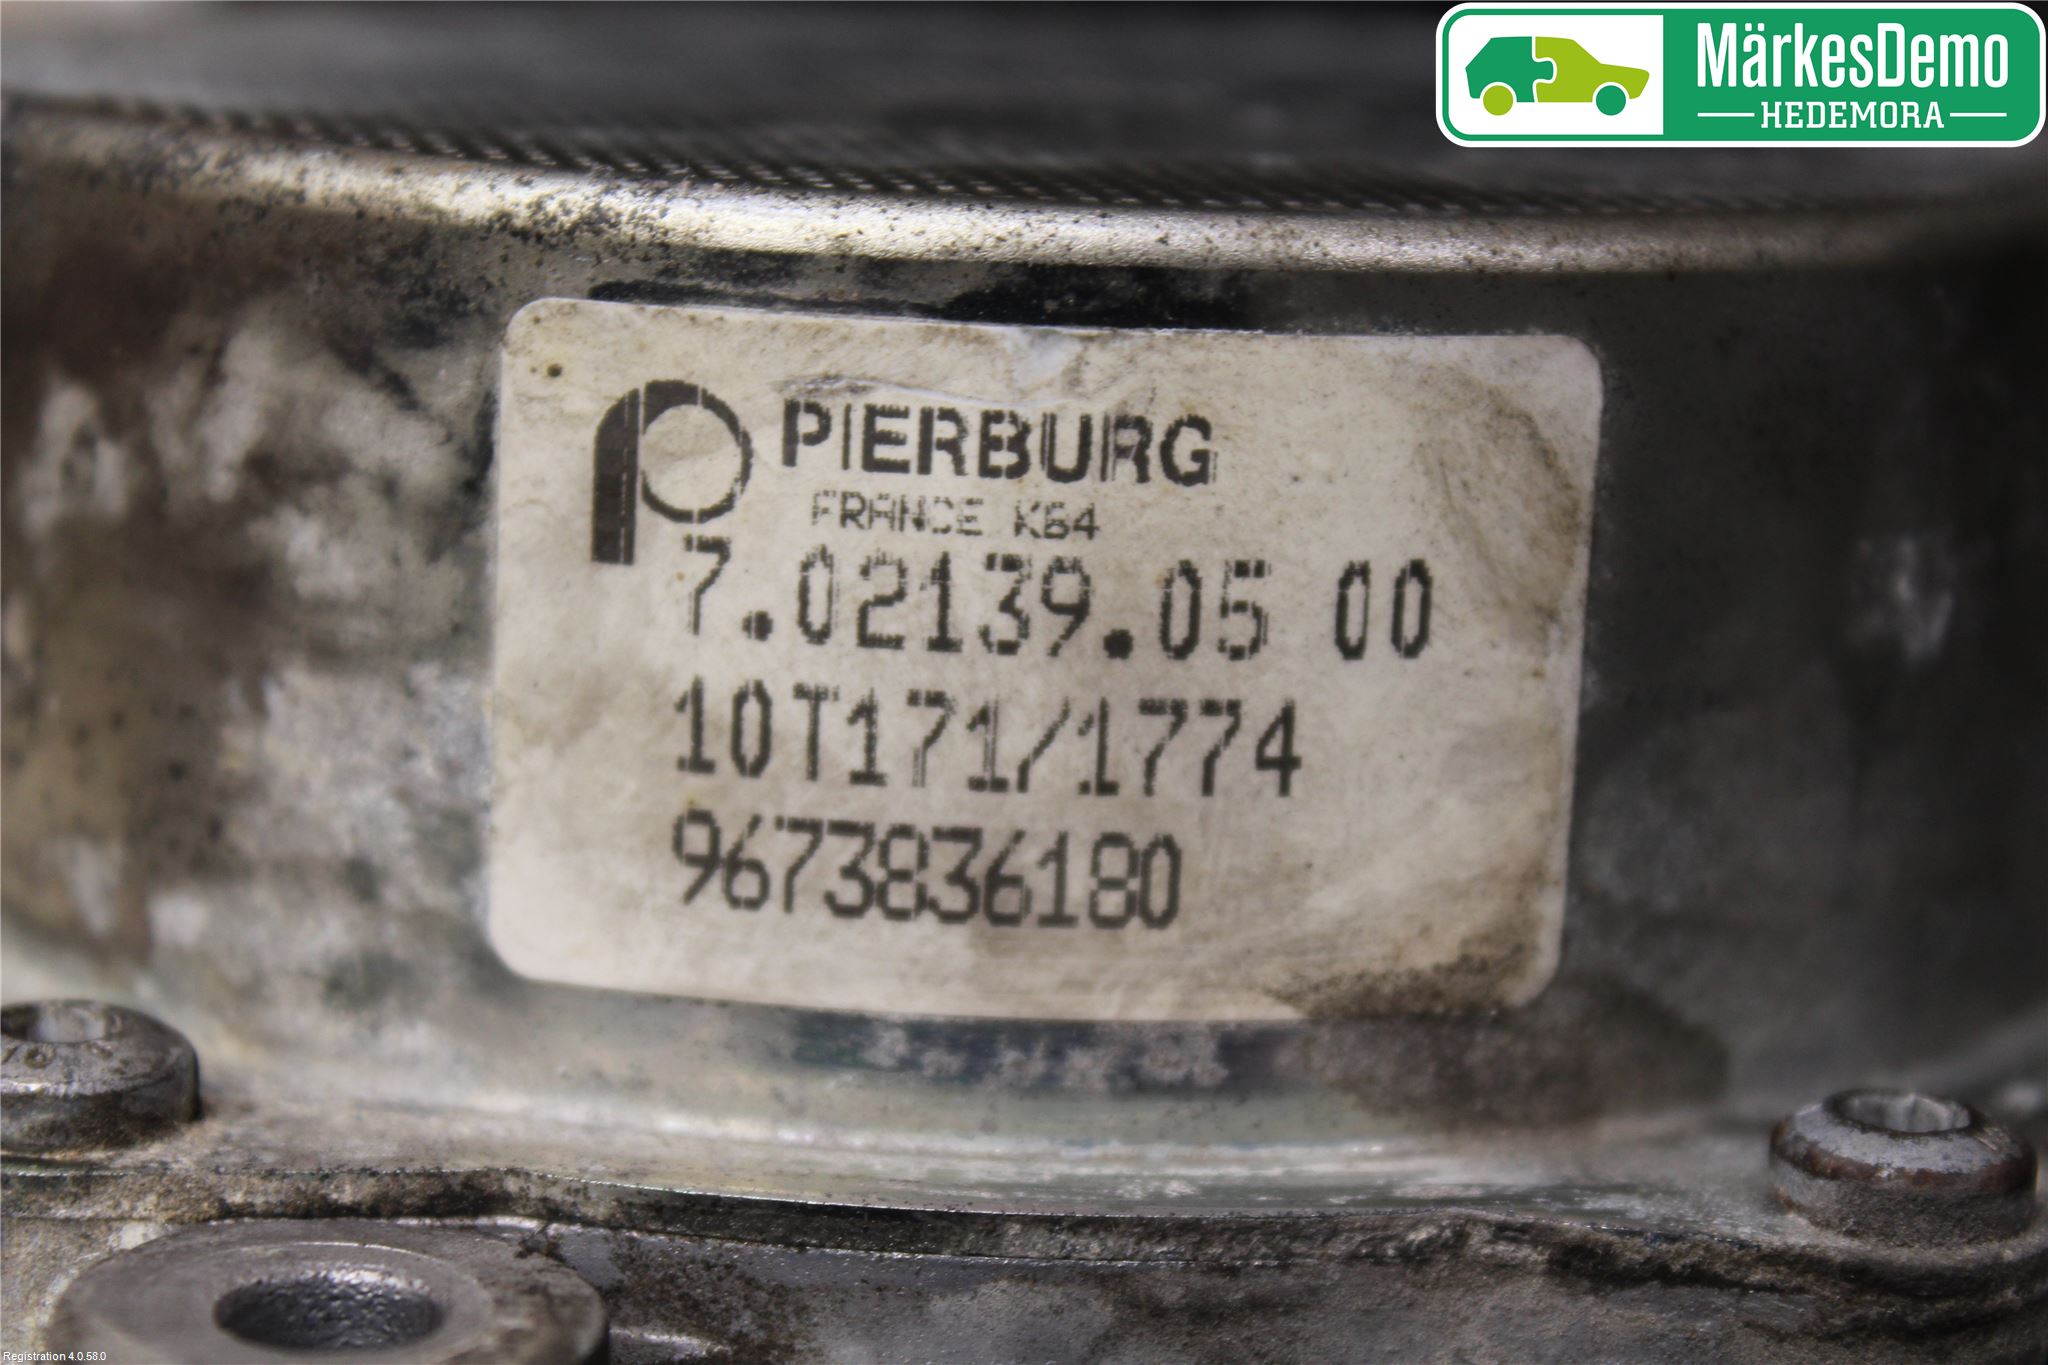 MärkesDemo
HEDEMORA
PIERBURG
FRANCE K64
7.02139.05 00
10T171/1774
9673836180
Registration 4.0.58.0